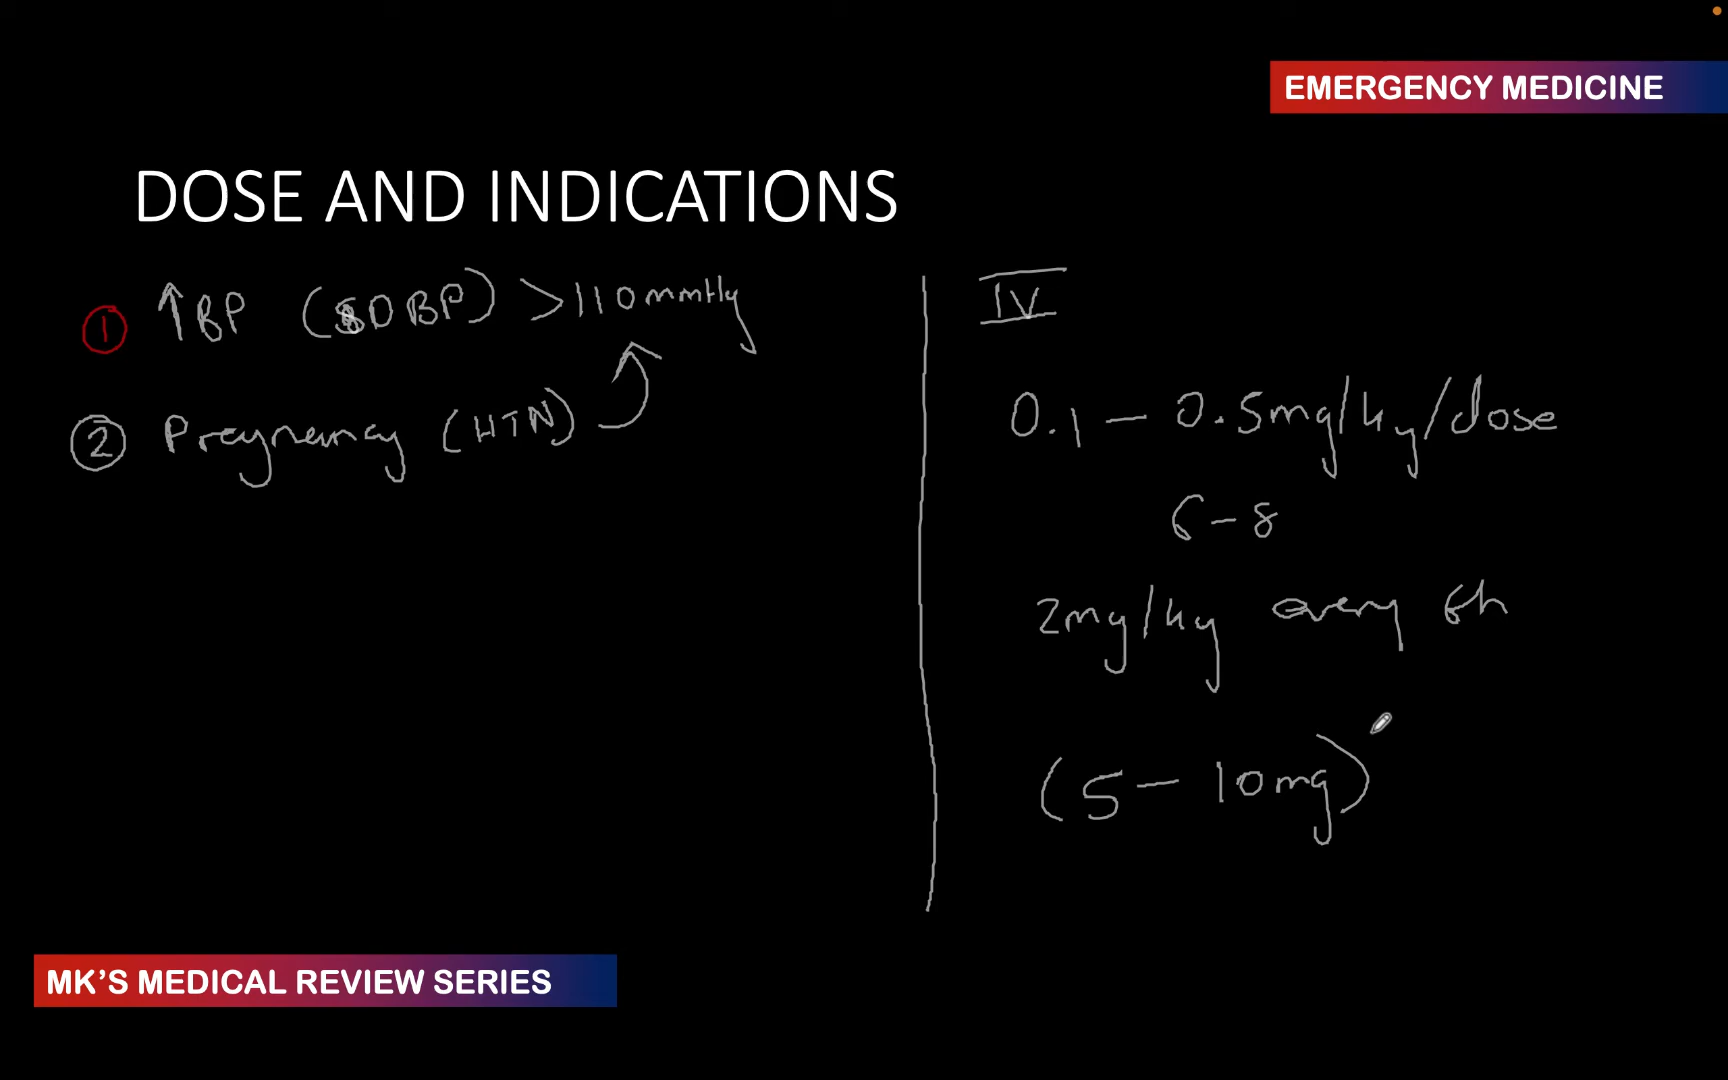 EMERGENCY MEDICINE
DOSE AND INDICATIONS
① ↑BP (DBP) >110mmHg
② Pregnancy (HTN)
IV
0.1 – 0.5mg/kg/dose
6 – 8
2mg/kg every 6h
(5 – 10mg)
MK'S MEDICAL REVIEW SERIES